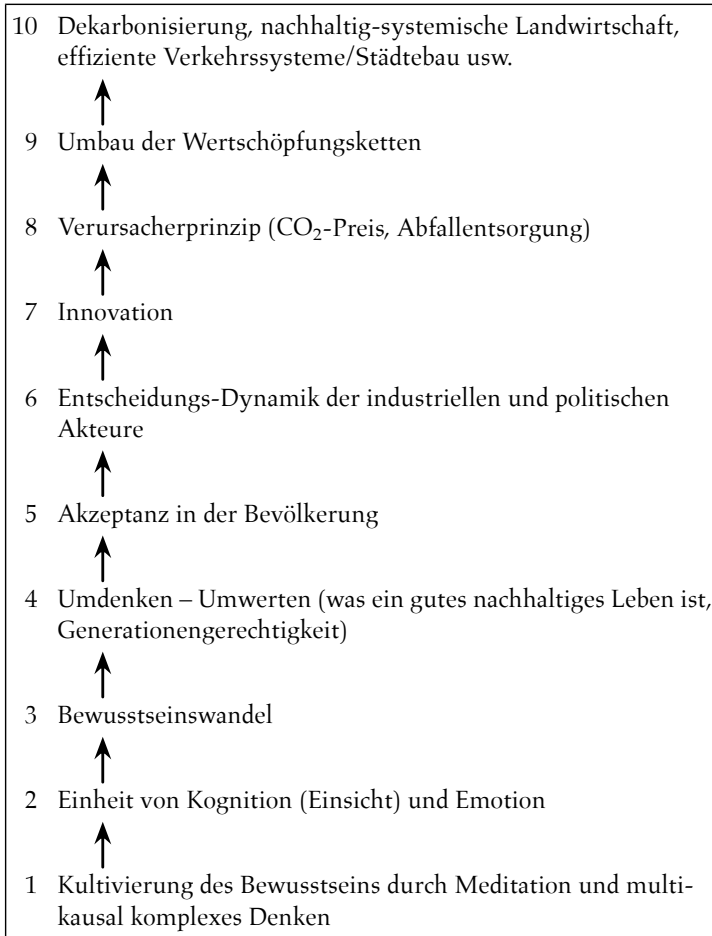 10 Dekarbonisierung, nachhaltig-systemische Landwirtschaft,
effiziente Verkehrssysteme/Städtebau usw.
9 Umbau der Wertschöpfungsketten
8 Verursacherprinzip (CO₂-Preis, Abfallentsorgung)
7 Innovation
6 Entscheidungs-Dynamik der industriellen und politischen
Akteure
5 Akzeptanz in der Bevölkerung
4 Umdenken – Umwerten (was ein gutes nachhaltiges Leben ist,
Generationengerechtigkeit)
3 Bewusstseinswandel
2 Einheit von Kognition (Einsicht) und Emotion
1 Kultivierung des Bewusstseins durch Meditation und multi-
kausal komplexes Denken